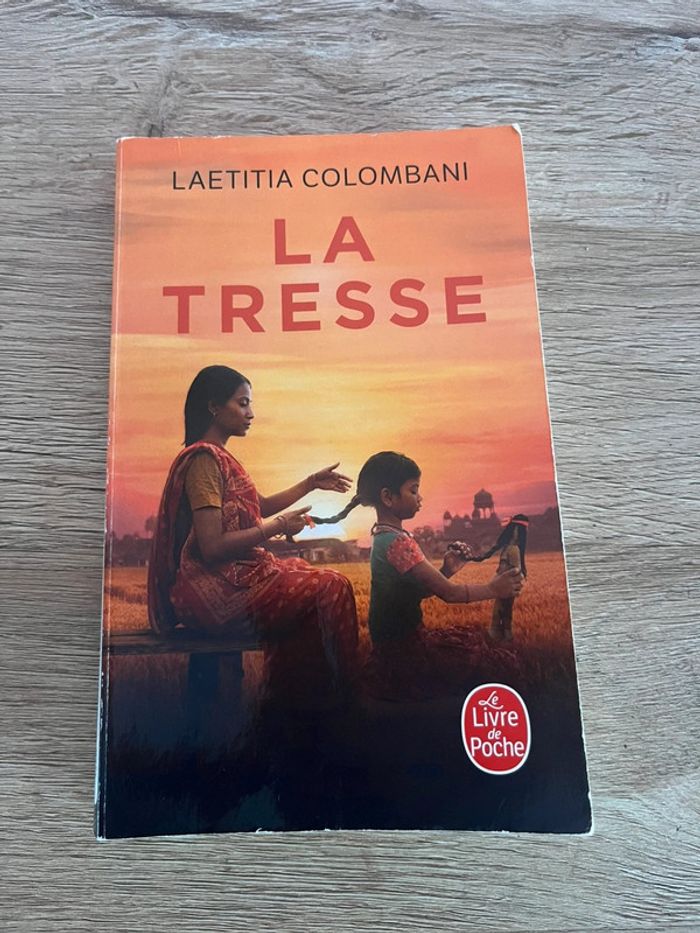 LAETITIA COLOMBANI
LA
TRESSE
Le
Livre
de
Poche